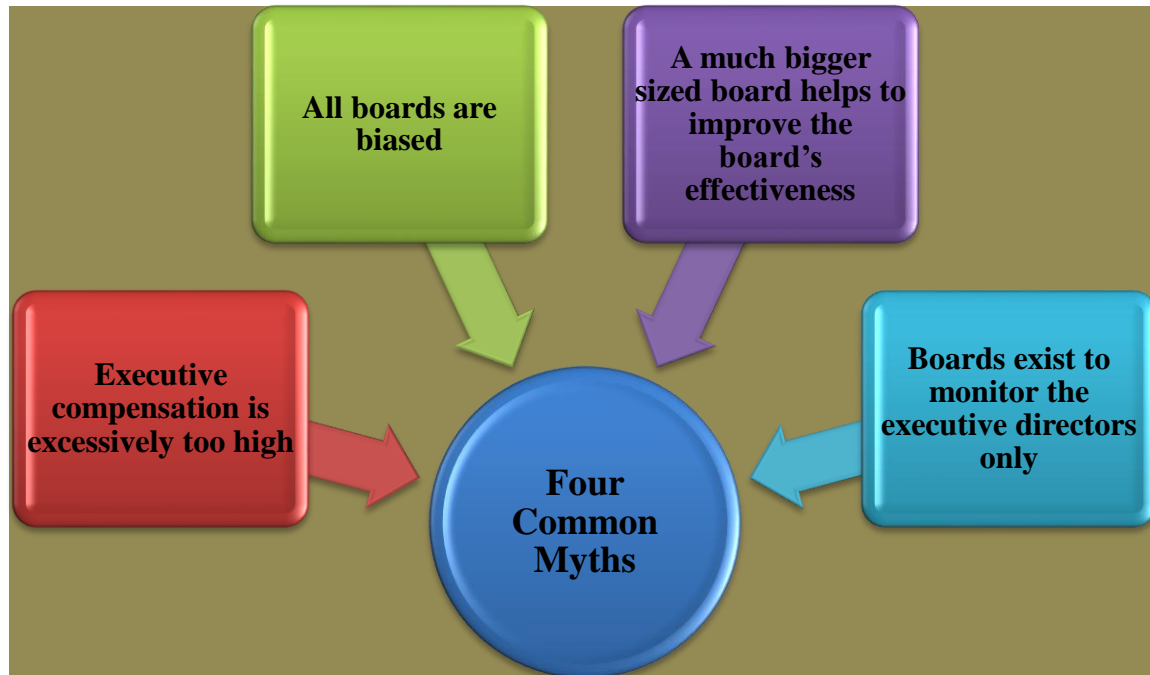 All boards are
biased
A much bigger
sized board helps to
improve the
board’s
effectiveness
Executive
compensation is
excessively too high
Boards exist to
monitor the
executive directors
only
Four
Common
Myths